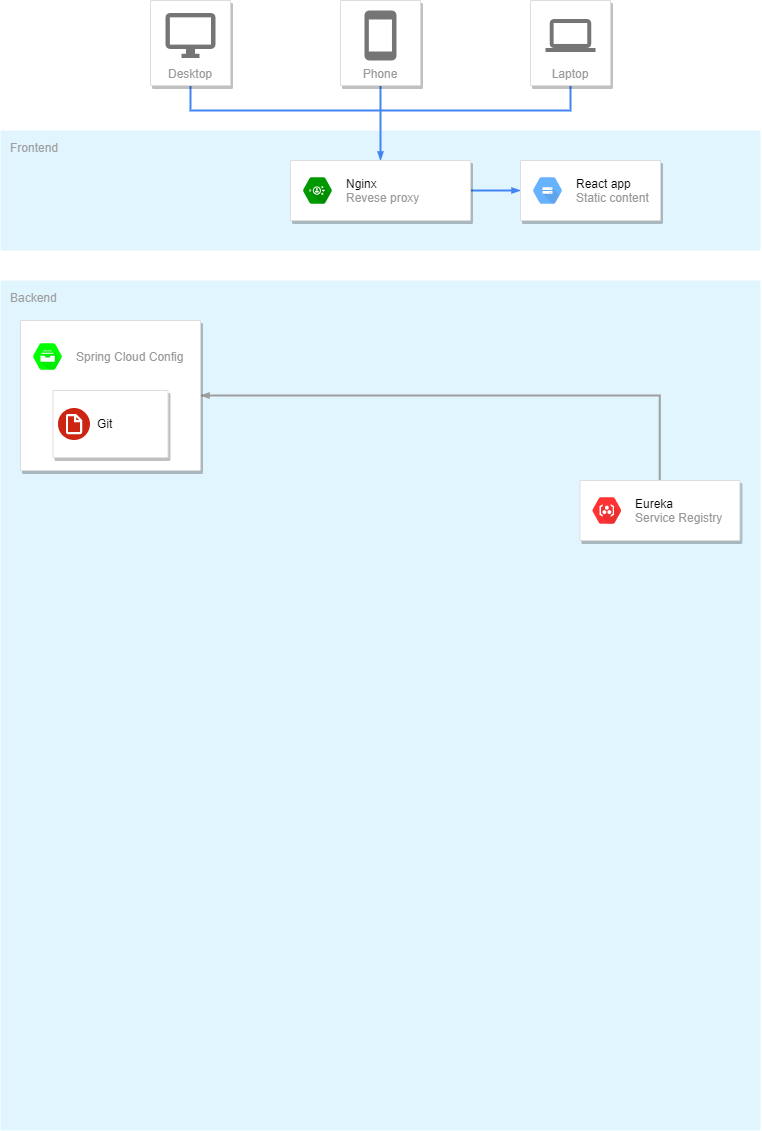 Desktop
Phone
Laptop
Frontend
Nginx
Revese proxy
React app
Static content
Backend
Spring Cloud Config
Git
Eureka
Service Registry